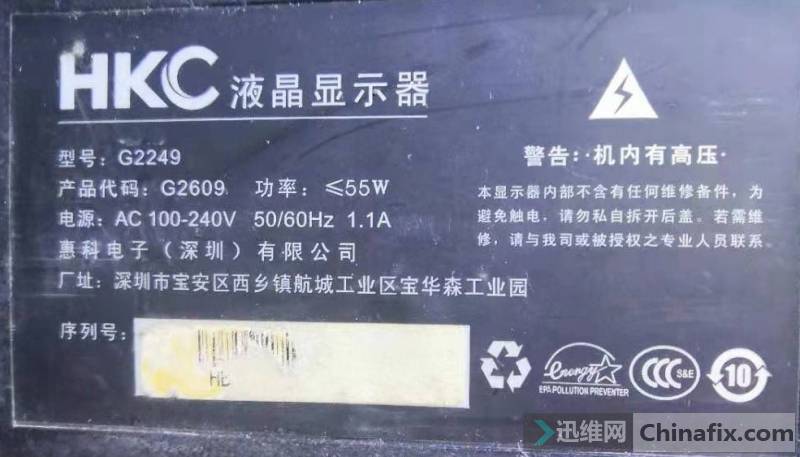 HKC 液晶显示器
型号: G2249
产品代码: G2609 功率: ≤55W
电源: AC 100-240V 50/60Hz 1.1A
惠科电子（深圳）有限公司
厂址: 深圳市宝安区西乡镇航城工业区宝华森工业园
序列号:
警告: 机内有高压·
本显示器内部不含有任何维修备件，为
避免触电，请勿私自拆开后盖。若需维
修，请与我司或被授权之专业人员联系。
energy
EPA POLLUTION PREVENTER
CCC S&E
10
迅维网 Chinafix.com